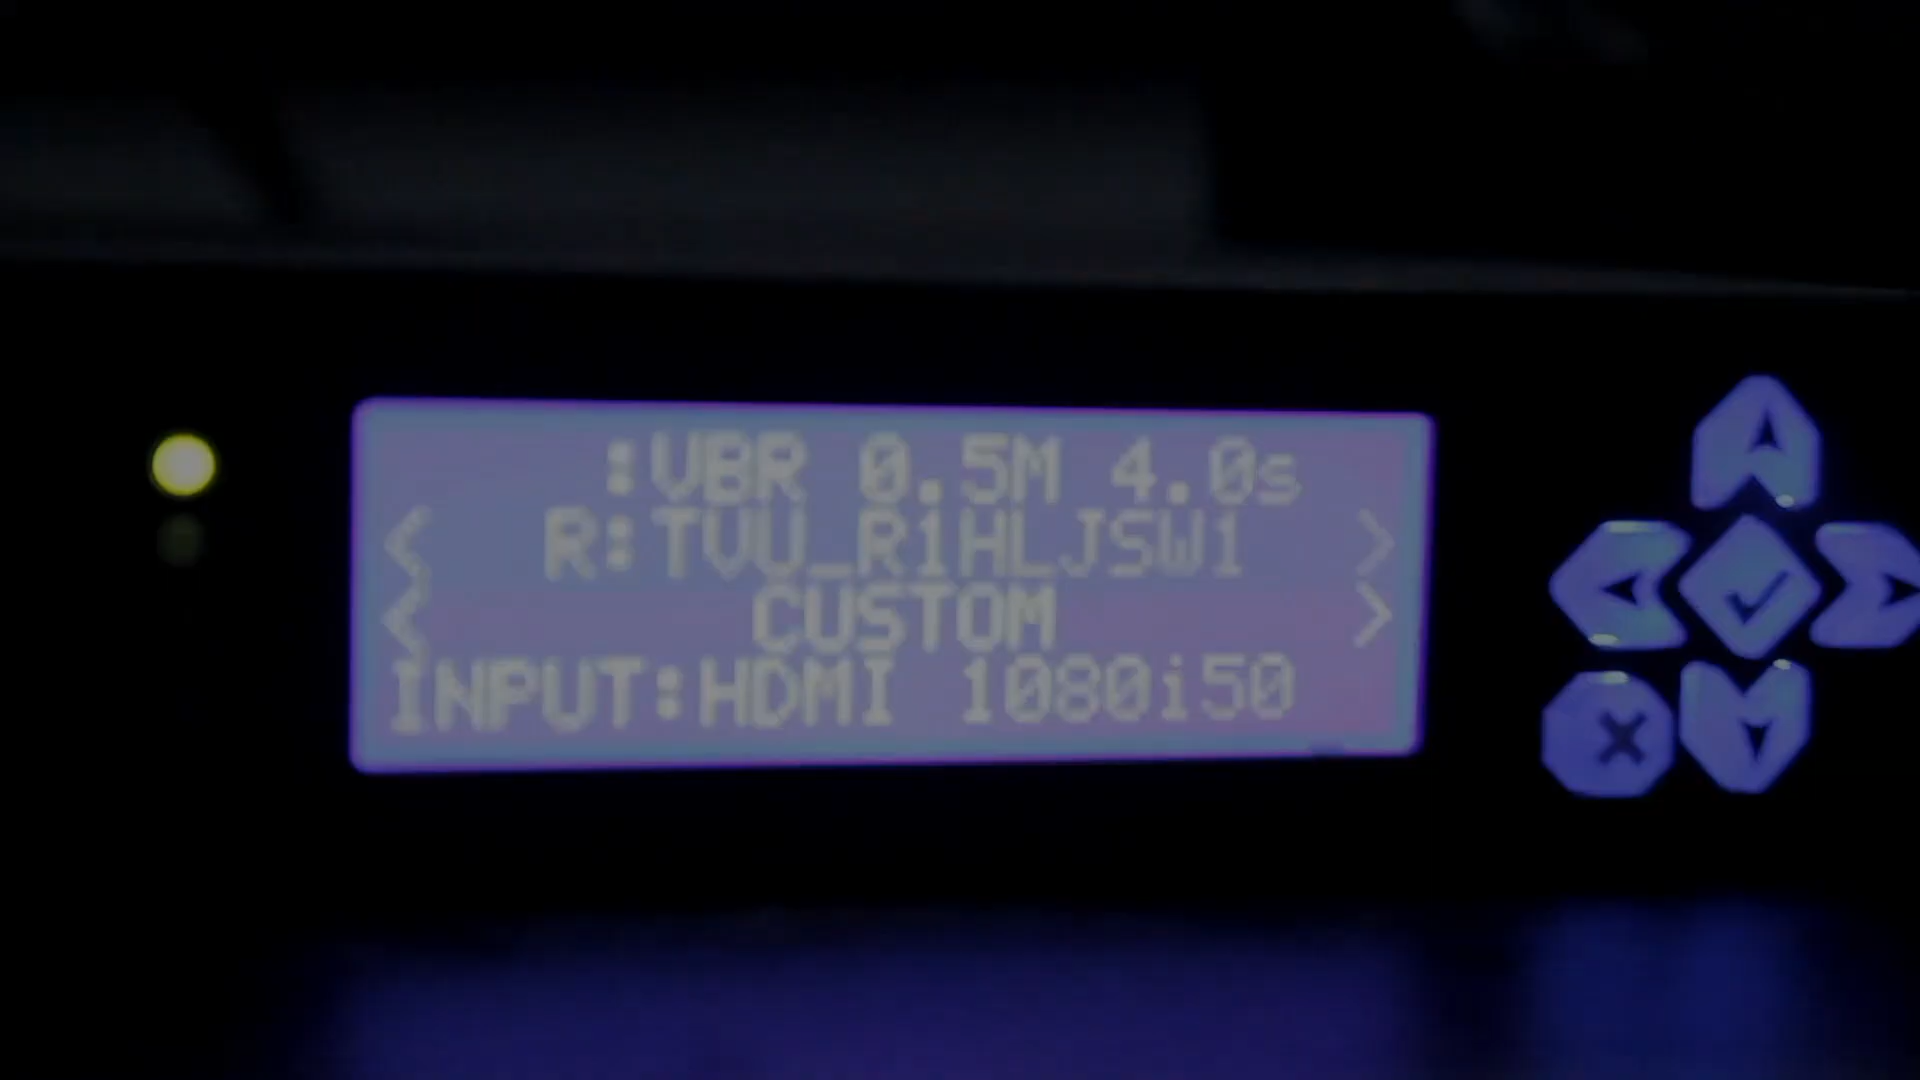 :VBR 0.5M 4.0s
< R:TVU_R1HLJSW1 >
< CUSTOM >
INPUT:HDMI 1080i50